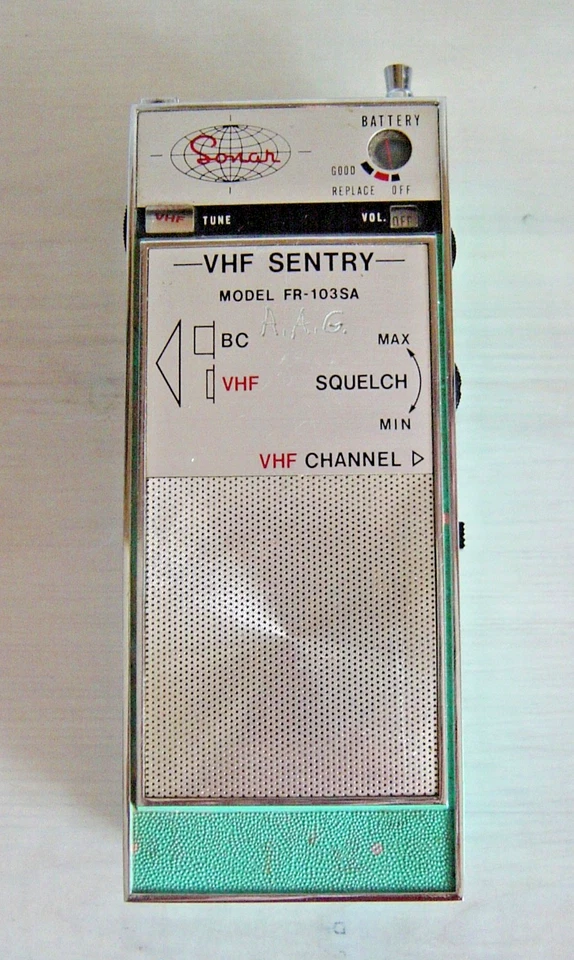 Sonar
BATTERY
GOOD
REPLACE OFF
VHF TUNE VOL. OFF
VHF SENTRY
MODEL FR-103SA
A.A.G.
BC MAX
VHF SQUELCH
MIN
VHF CHANNEL